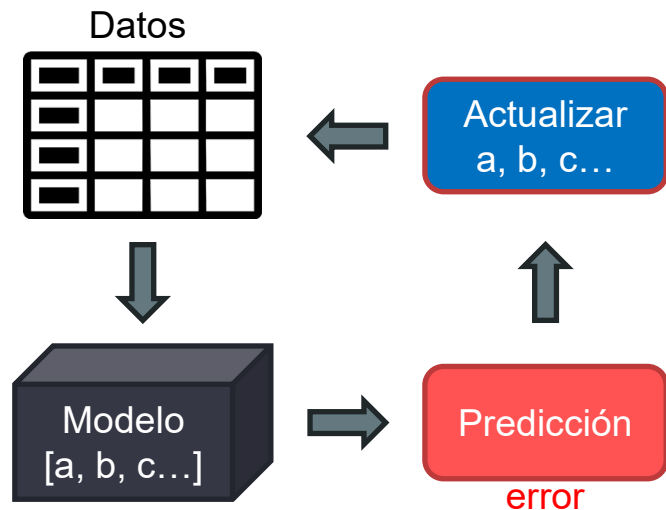 Datos
Actualizar
a, b, c…
Modelo
[a, b, c…]
Predicción
error